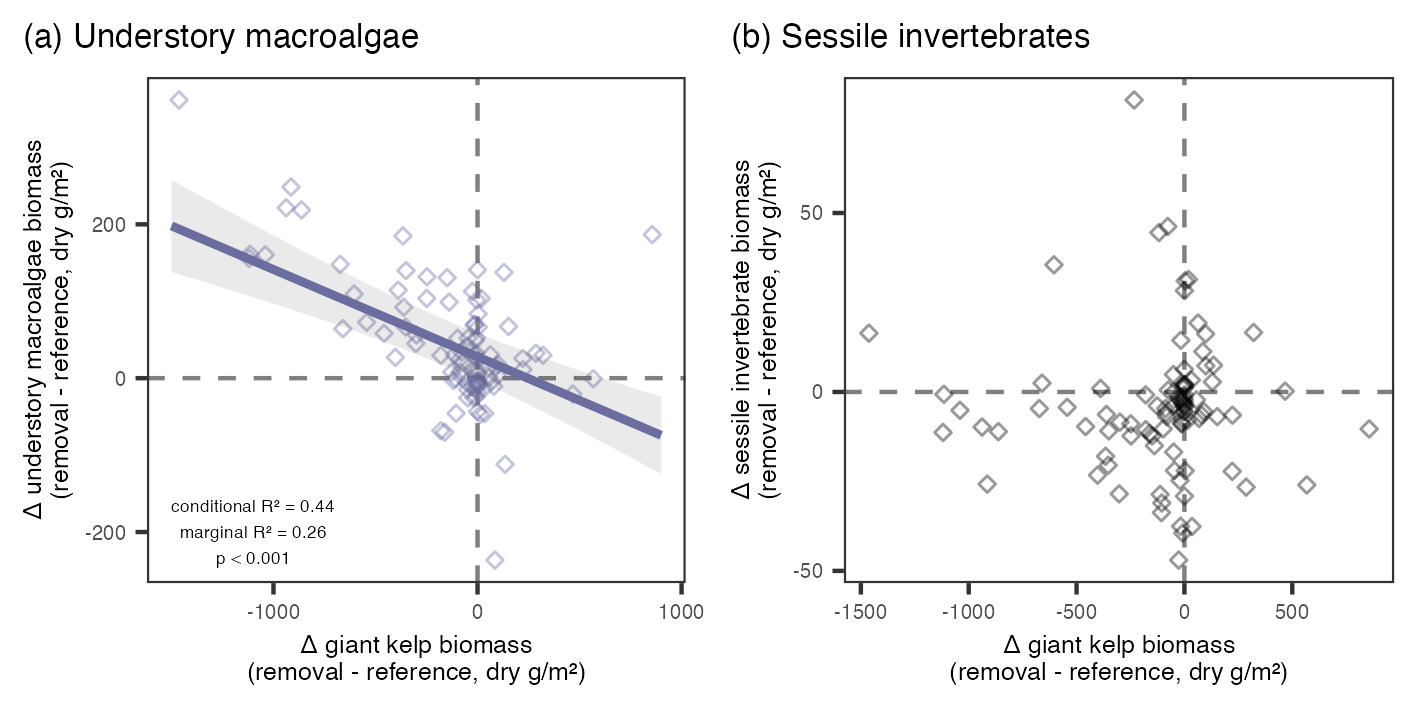 (a) Understory macroalgae
Δ understory macroalgae biomass
(removal - reference, dry g/m²)
200
0
-200
conditional R² = 0.44
marginal R² = 0.26
p < 0.001
-1000
0
1000
Δ giant kelp biomass
(removal - reference, dry g/m²)
(b) Sessile invertebrates
Δ sessile invertebrate biomass
(removal - reference, dry g/m²)
50
0
-50
-1500
-1000
-500
0
500
Δ giant kelp biomass
(removal - reference, dry g/m²)